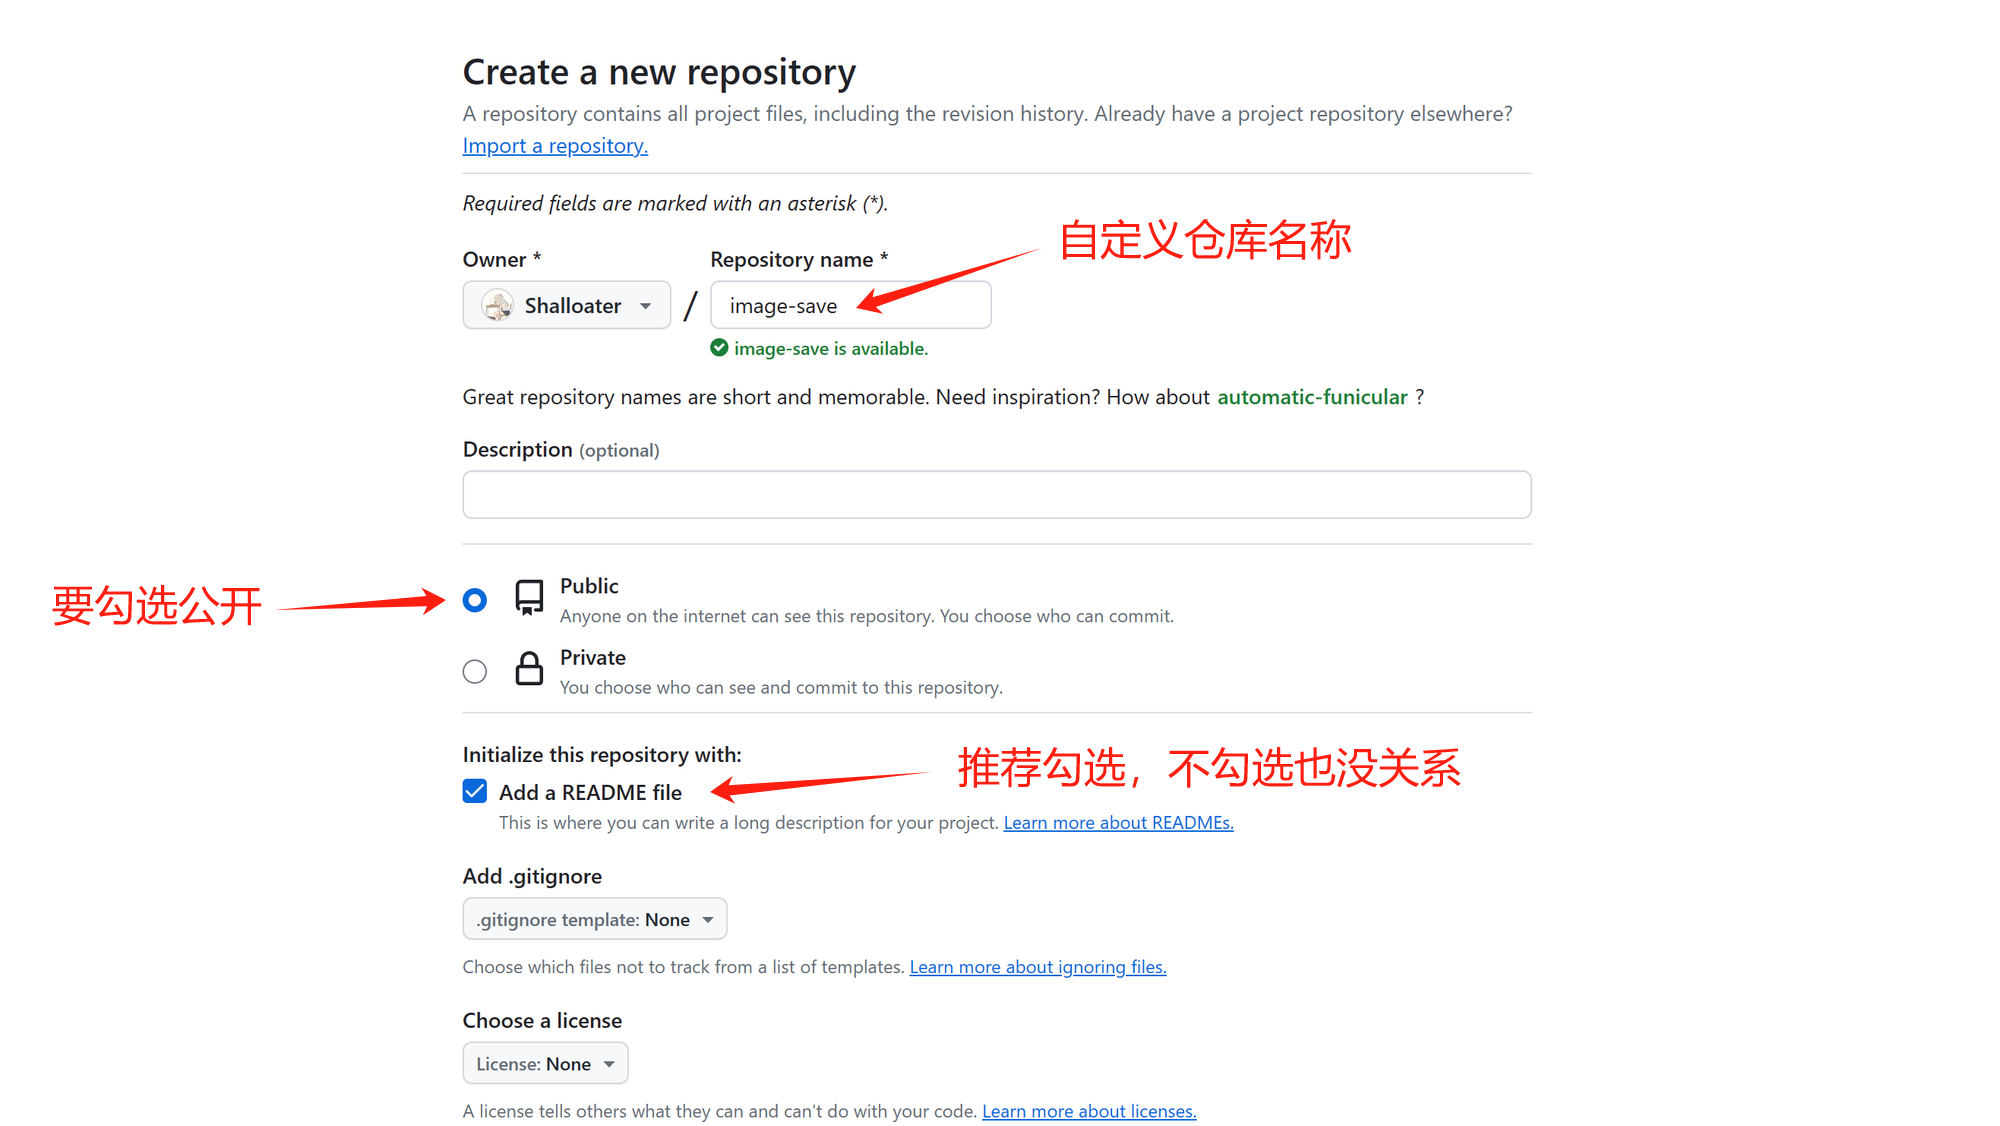 Create a new repository
A repository contains all project files, including the revision history. Already have a project repository elsewhere?
Import a repository.
Required fields are marked with an asterisk (*).
自定义仓库名称
Owner *
Repository name *
Shalloater
/
image-save
image-save is available.
Great repository names are short and memorable. Need inspiration? How about automatic-funicular ?
Description (optional)
要勾选公开
Public
Anyone on the internet can see this repository. You choose who can commit.
Private
You choose who can see and commit to this repository.
Initialize this repository with:
推荐勾选，不勾选也没关系
Add a README file
This is where you can write a long description for your project. Learn more about READMEs.
Add .gitignore
.gitignore template: None
Choose which files not to track from a list of templates. Learn more about ignoring files.
Choose a license
License: None
A license tells others what they can and can't do with your code. Learn more about licenses.